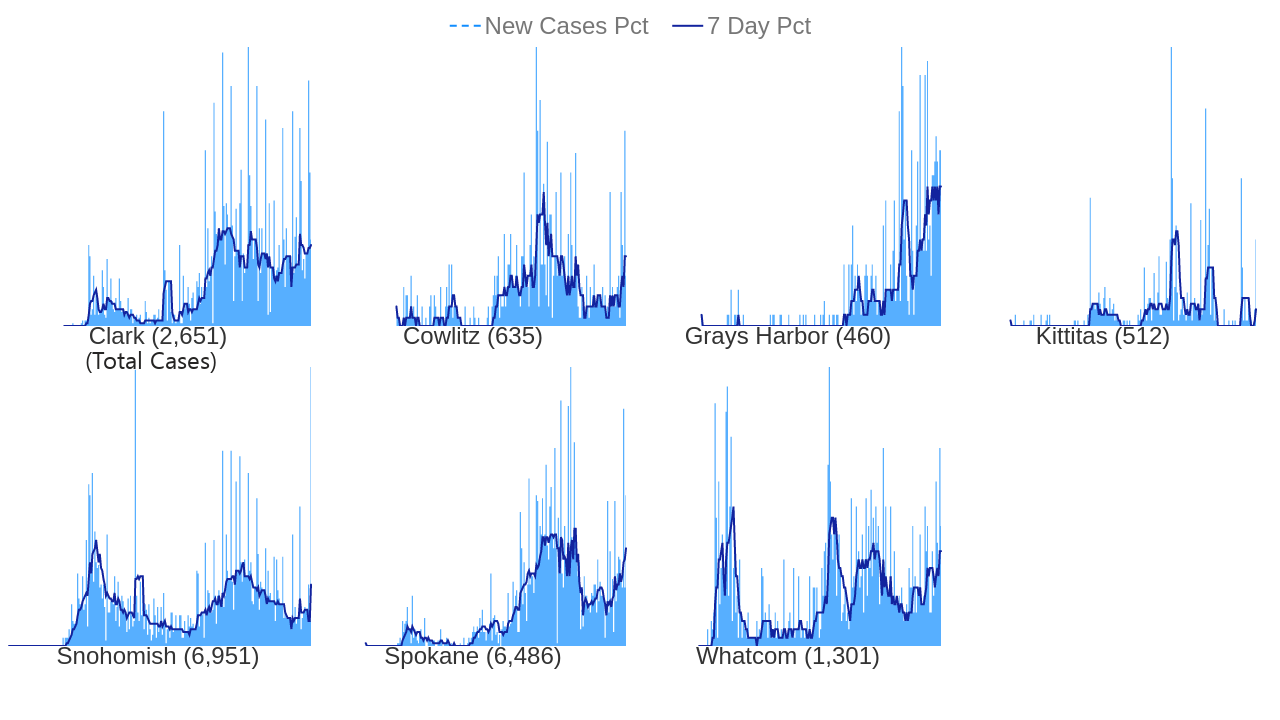 New Cases Pct 7 Day Pct
Clark (2,651) Cowlitz (635) Grays Harbor (460) Kittitas (512)
(Total Cases)
Snohomish (6,951) Spokane (6,486) Whatcom (1,301)